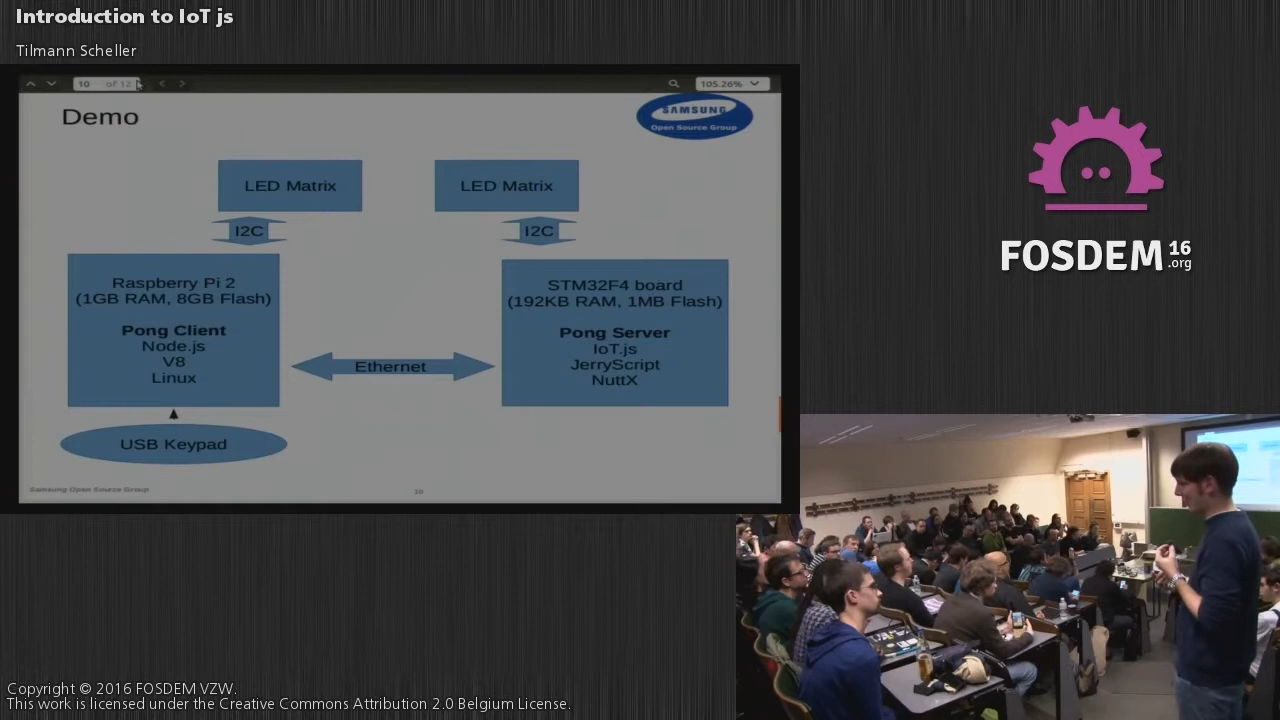 Introduction to IoT js
Tilmann Scheller
10 of 12
105.26%
Demo
SAMSUNG
Open Source Group
LED Matrix
LED Matrix
I2C
I2C
Raspberry Pi 2
(1GB RAM, 8GB Flash)
Pong Client
Node.js
V8
Linux
STM32F4 board
(192KB RAM, 1MB Flash)
Pong Server
IoT.js
JerryScript
NuttX
Ethernet
USB Keypad
Samsung Open Source Group
10
FOSDEM 16
.org
Copyright © 2016 FOSDEM VZW.
This work is licensed under the Creative Commons Attribution 2.0 Belgium License.